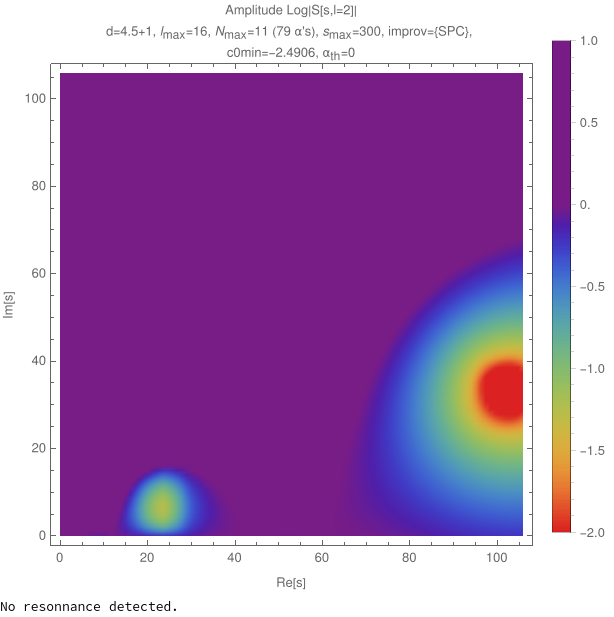 Amplitude Log|S[s,l=2]|
d=4.5+1, lmax=16, Nmax=11 (79 α's), smax=300, improv={SPC},
c0min=−2.4906, αth=0
100
80
60
40
20
0
Im[s]
0 20 40 60 80 100
Re[s]
1.0
0.5
0.
−0.5
−1.0
−1.5
−2.0
No resonnance detected.